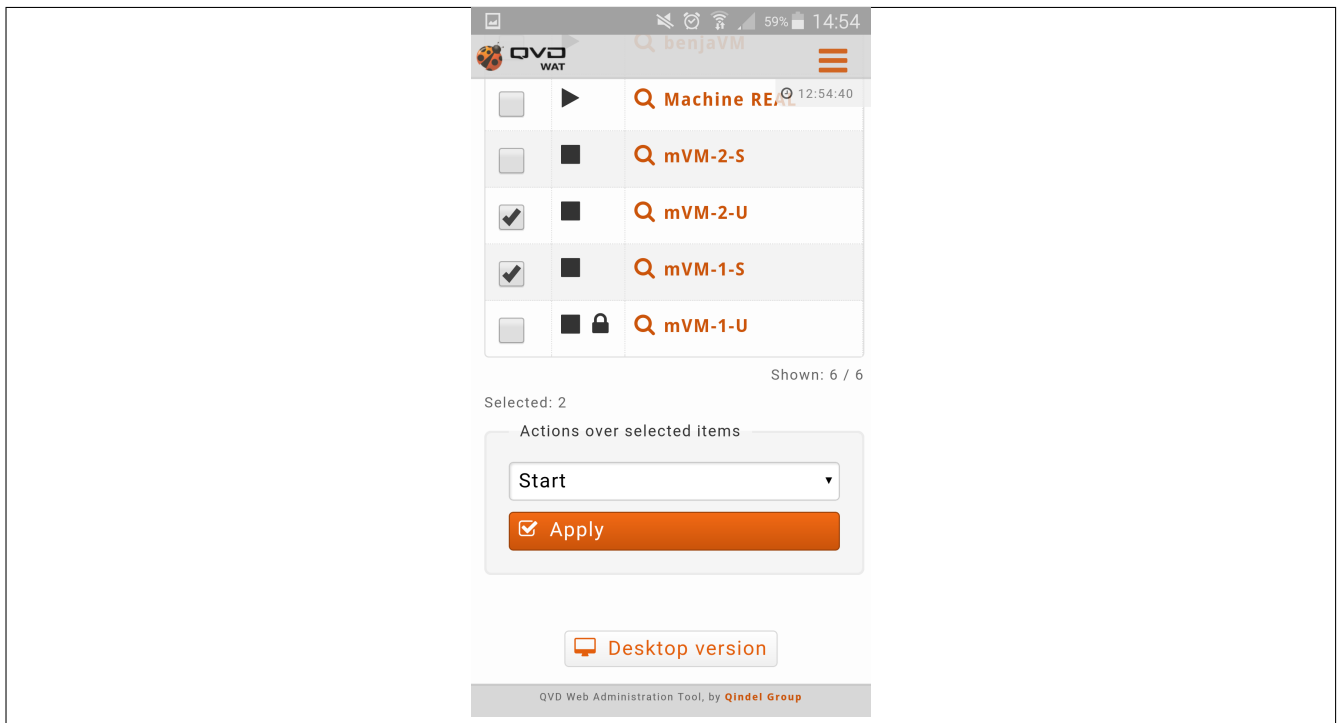 59% 14:54
benjaVM
QVD
WAT
12:54:40
Machine REAL
mVM-2-S
mVM-2-U
mVM-1-S
mVM-1-U
Shown: 6 / 6
Selected: 2
Actions over selected items
Start
Apply
Desktop version
QVD Web Administration Tool, by Qindel Group